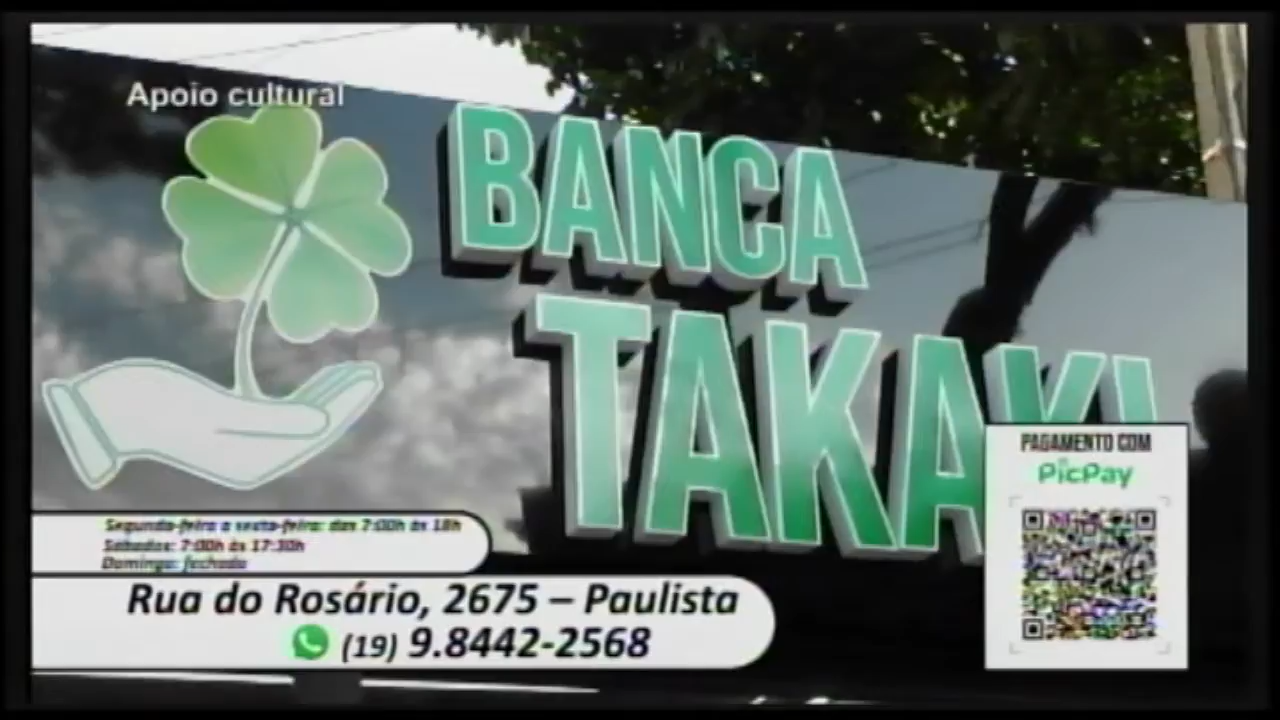 Apoio cultural
BANCA
TAKAKI
PAGAMENTO COM
PicPay
Segunda-feira a sexta-feira: das 7:00h às 18h
Sábados: 7:00h às 17:30h
Domingo: fechado
Rua do Rosário, 2675 – Paulista
(19) 9.8442-2568